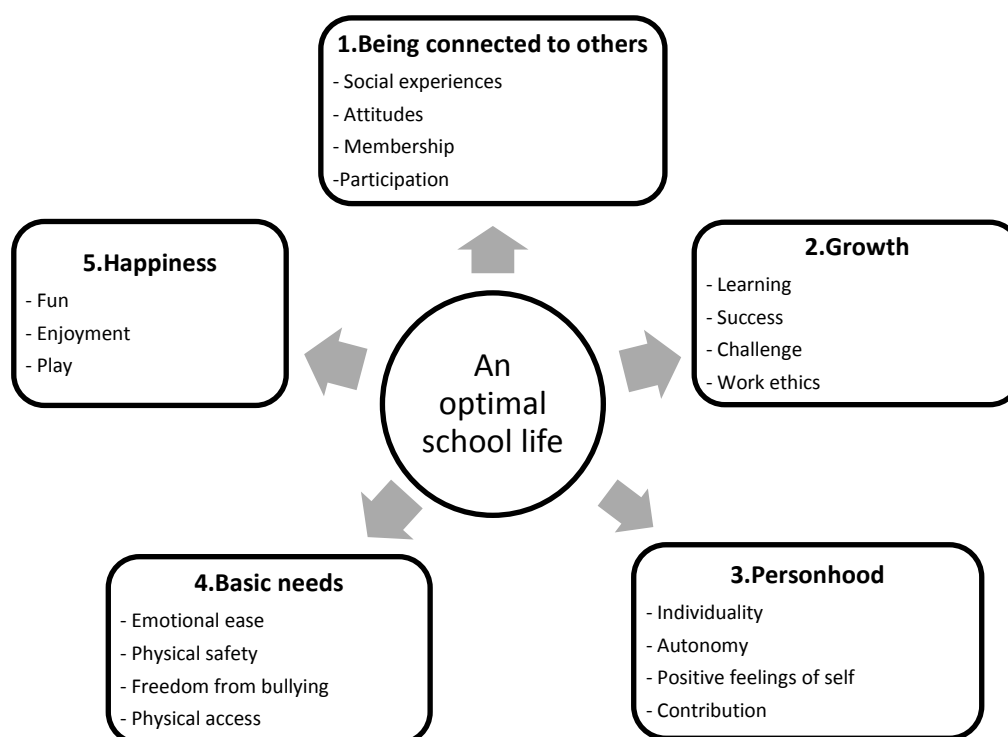 1.Being connected to others
- Social experiences
- Attitudes
- Membership
-Participation
2.Growth
- Learning
- Success
- Challenge
- Work ethics
3.Personhood
- Individuality
- Autonomy
- Positive feelings of self
- Contribution
4.Basic needs
- Emotional ease
- Physical safety
- Freedom from bullying
- Physical access
5.Happiness
- Fun
- Enjoyment
- Play
An
optimal
school life